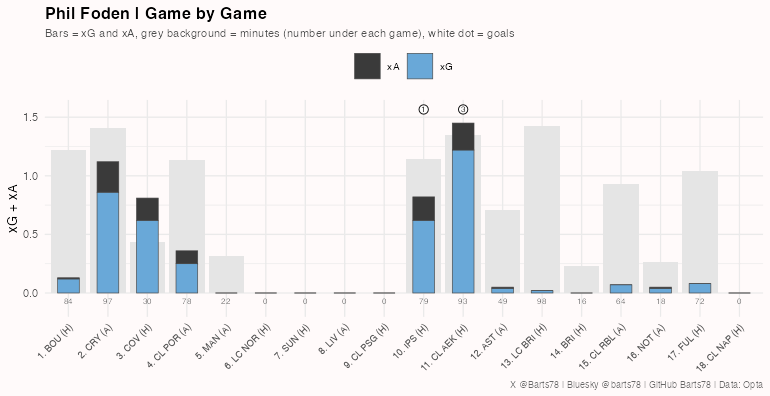 Phil Foden | Game by Game
Bars = xG and xA, grey background = minutes (number under each game), white dot = goals
xA xG
xG + xA
1.5
1.0
0.5
0.0
1 3
84 97 30 78 22 0 0 0 0 79 93 49 98 16 64 18 72 0
1. BOU (H)
2. CRY (A)
3. COV (H)
4. CL POR (A)
5. MAN (A)
6. LC NOR (H)
7. SUN (H)
8. LIV (A)
9. CL PSG (H)
10. IPS (H)
11. CL AEK (H)
12. AST (A)
13. LC BRI (H)
14. BRI (H)
15. CL RBL (A)
16. NOT (A)
17. FUL (H)
18. CL NAP (H)
X @Barts78 | Bluesky @barts78 | GitHub Barts78 | Data: Opta